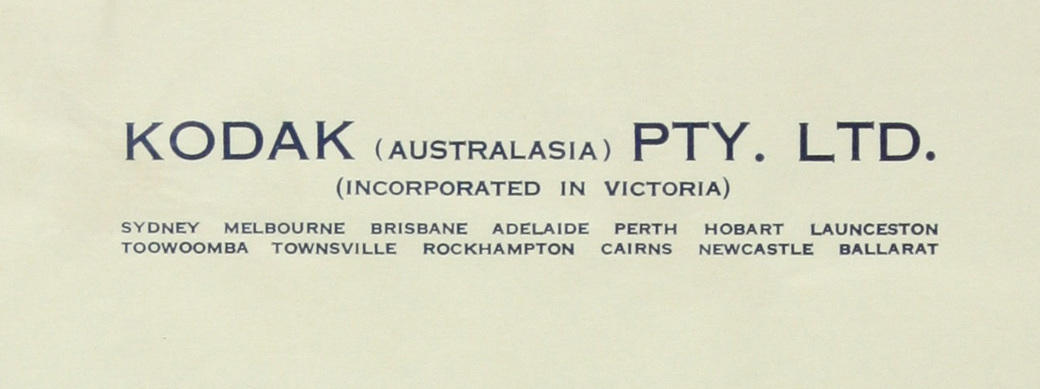 KODAK (AUSTRALASIA) PTY. LTD.
(INCORPORATED IN VICTORIA)
SYDNEY MELBOURNE BRISBANE ADELAIDE PERTH HOBART LAUNCESTON
TOOWOOMBA TOWNSVILLE ROCKHAMPTON CAIRNS NEWCASTLE BALLARAT